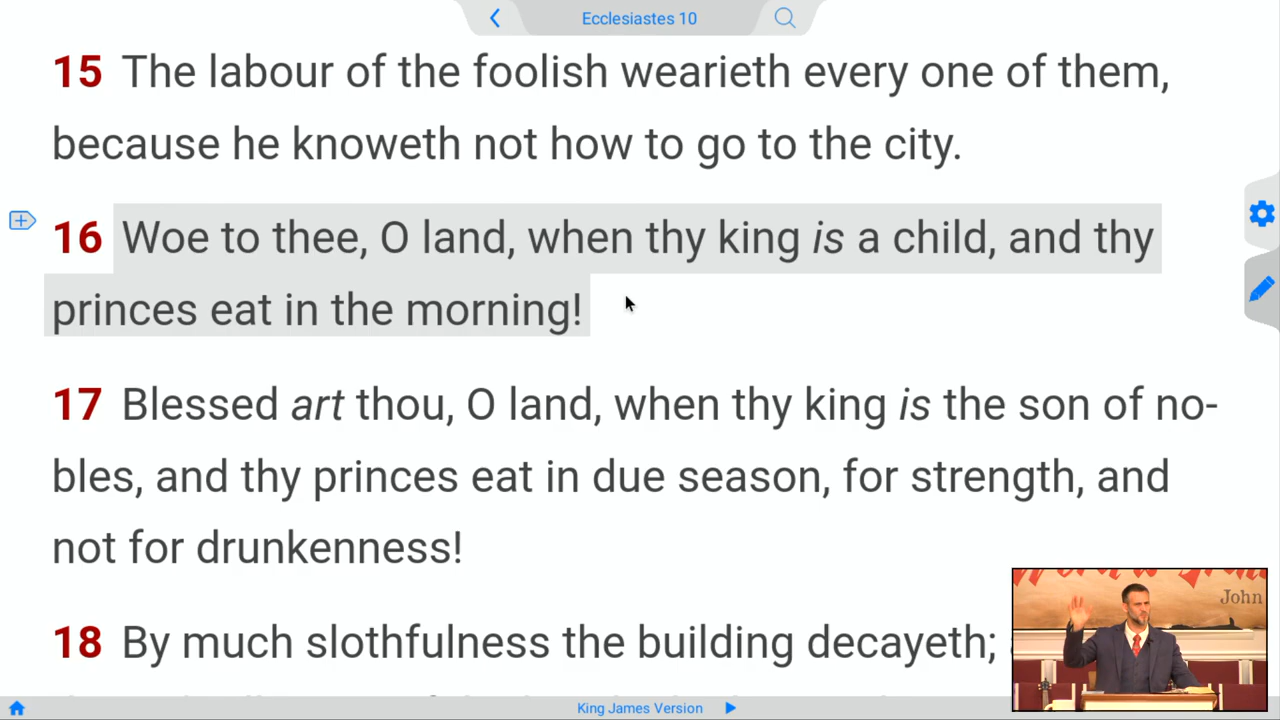 Ecclesiastes 10
15 The labour of the foolish wearieth every one of them,
because he knoweth not how to go to the city.
16 Woe to thee, O land, when thy king is a child, and thy
princes eat in the morning!
17 Blessed art thou, O land, when thy king is the son of no-
bles, and thy princes eat in due season, for strength, and
not for drunkenness!
18 By much slothfulness the building decayeth;
John
King James Version